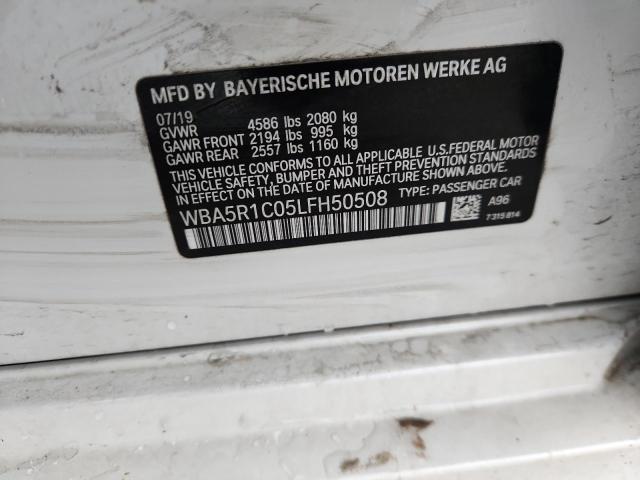 MFD BY BAYERISCHE MOTOREN WERKE AG
07/19
GVWR 4586 lbs 2080 kg
GAWR FRONT 2194 lbs 995 kg
GAWR REAR 2557 lbs 1160 kg
THIS VEHICLE CONFORMS TO ALL APPLICABLE U.S.FEDERAL MOTOR
VEHICLE SAFETY, BUMPER AND THEFT PREVENTION STANDARDS
IN EFFECT ON THE DATE OF MANUFACTURE SHOWN ABOVE.
WBA5R1C05LFH50508 TYPE: PASSENGER CAR
A96
7315814